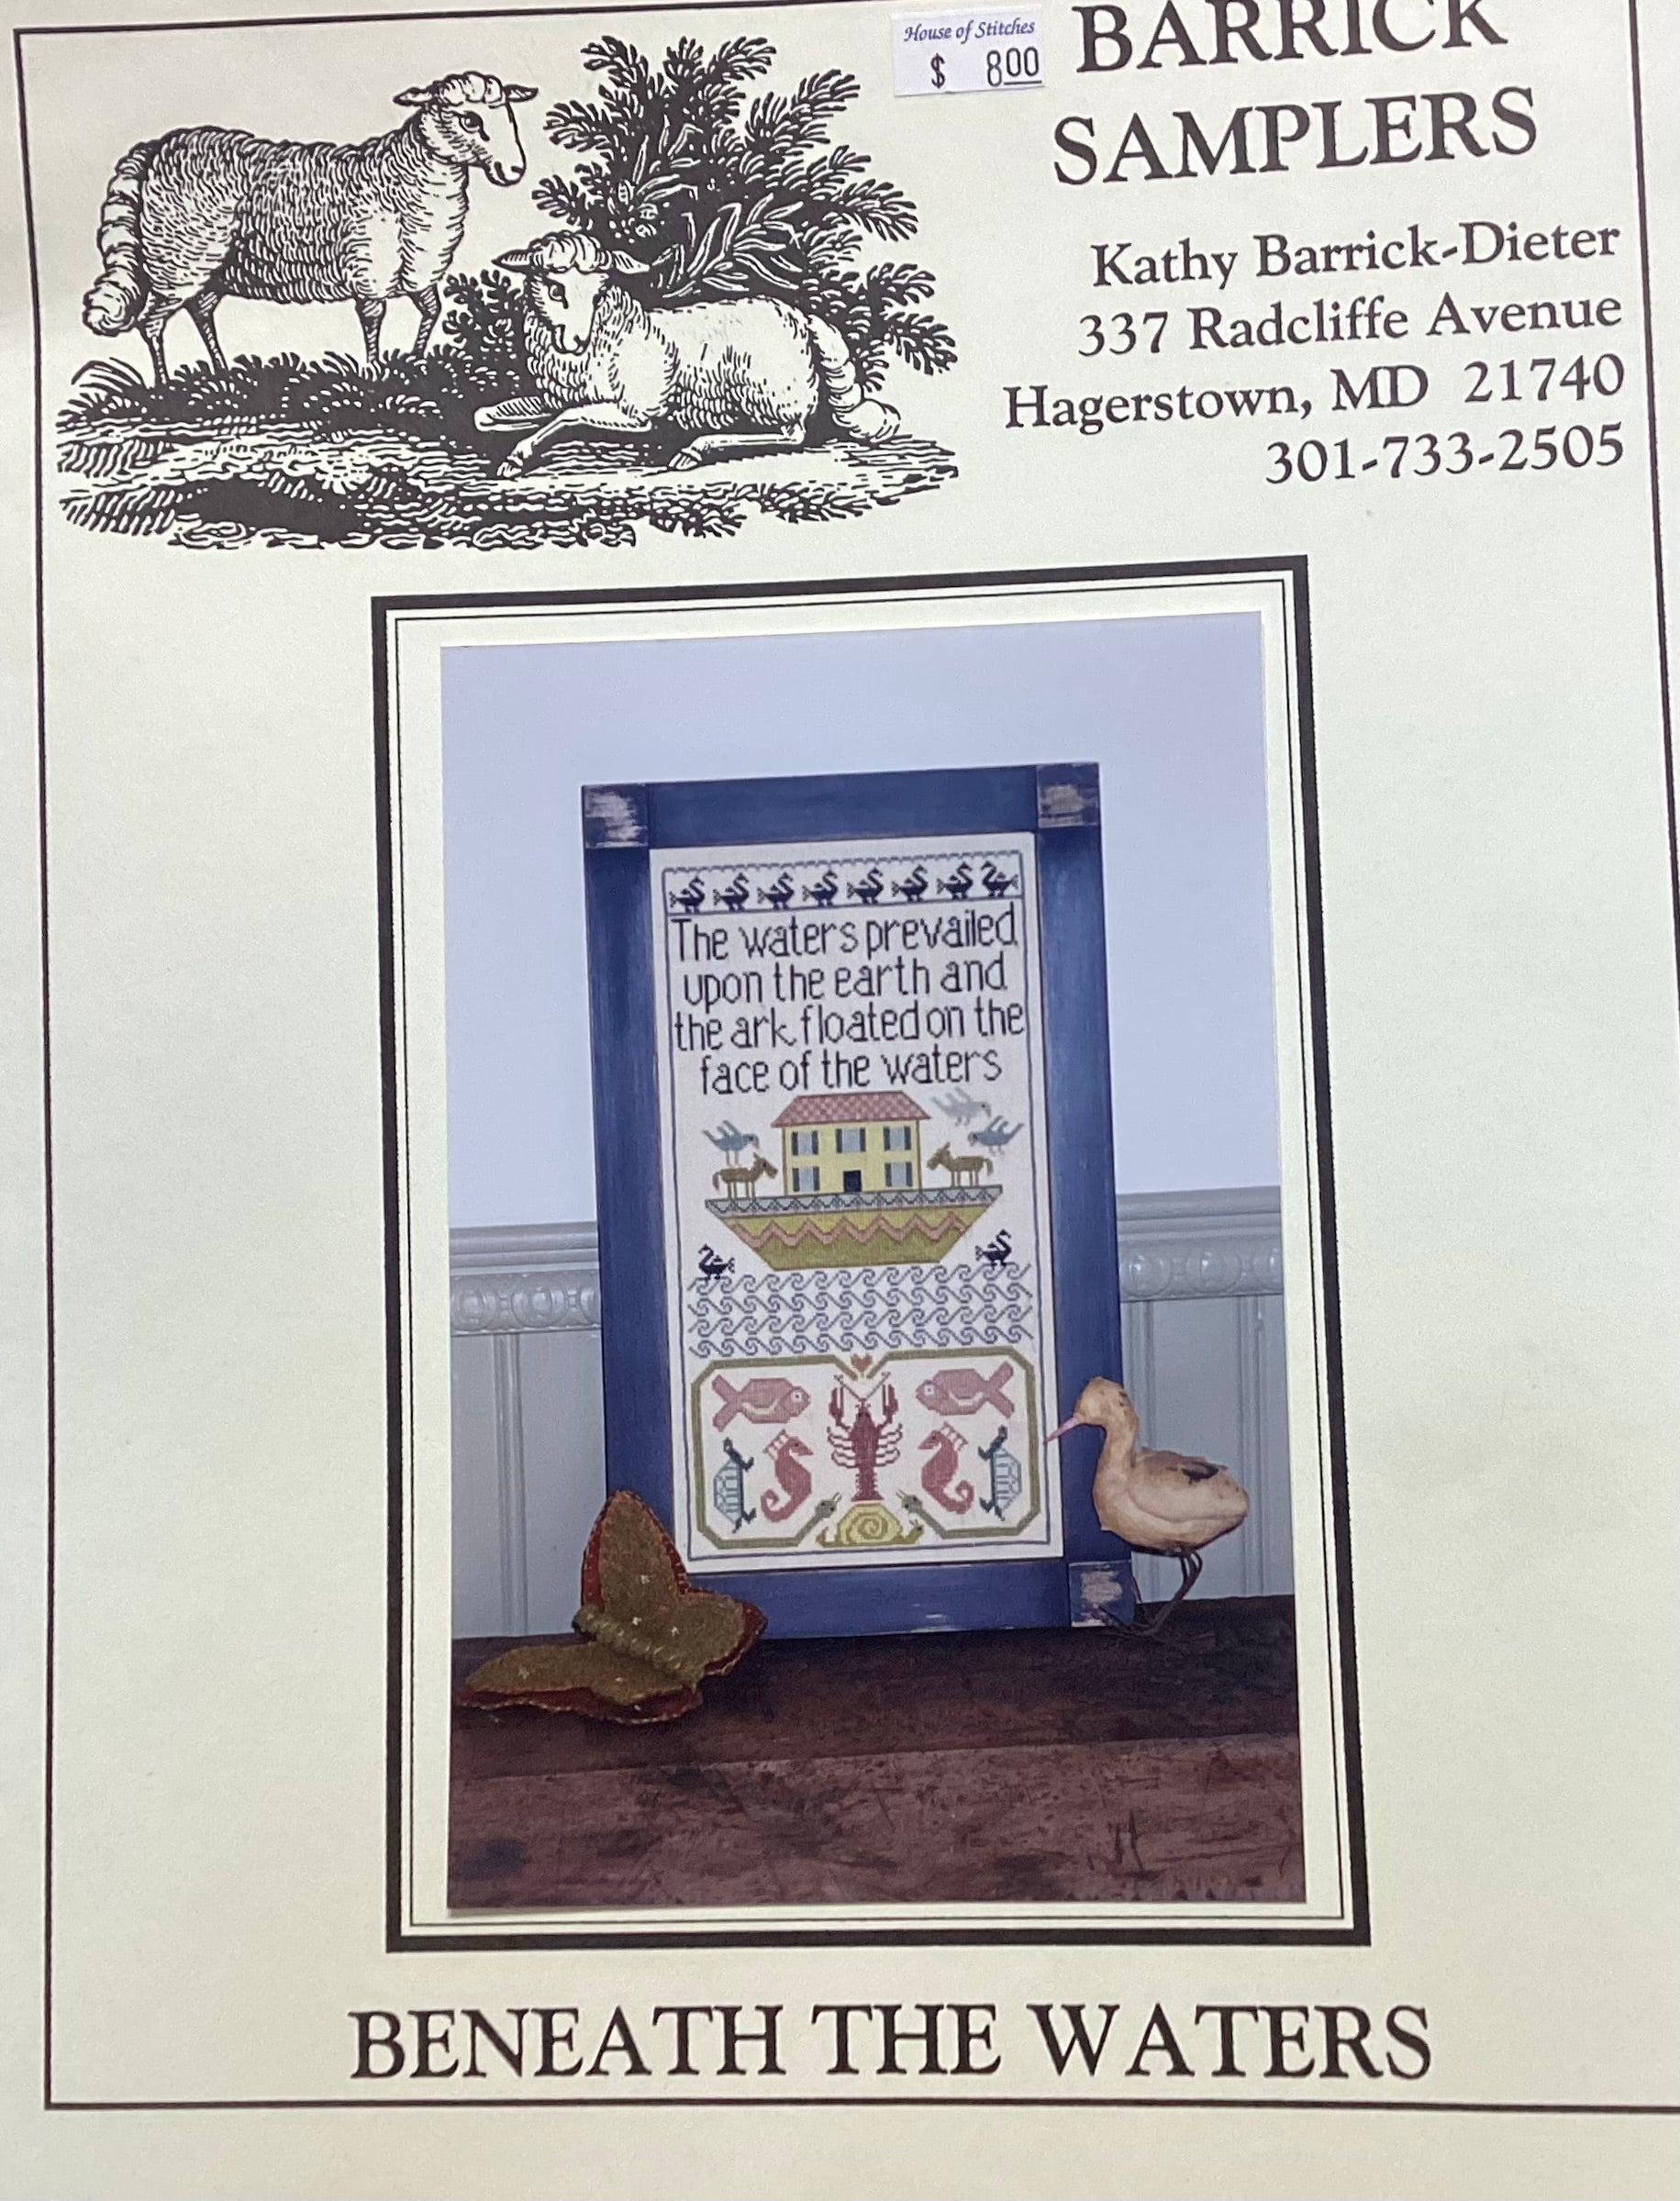 House of Stitches
$ 8.00
BARRICK
SAMPLERS
Kathy Barrick-Dieter
337 Radcliffe Avenue
Hagerstown, MD 21740
301-733-2505
The waters prevailed
upon the earth and
the ark floated on the
face of the waters
BENEATH THE WATERS